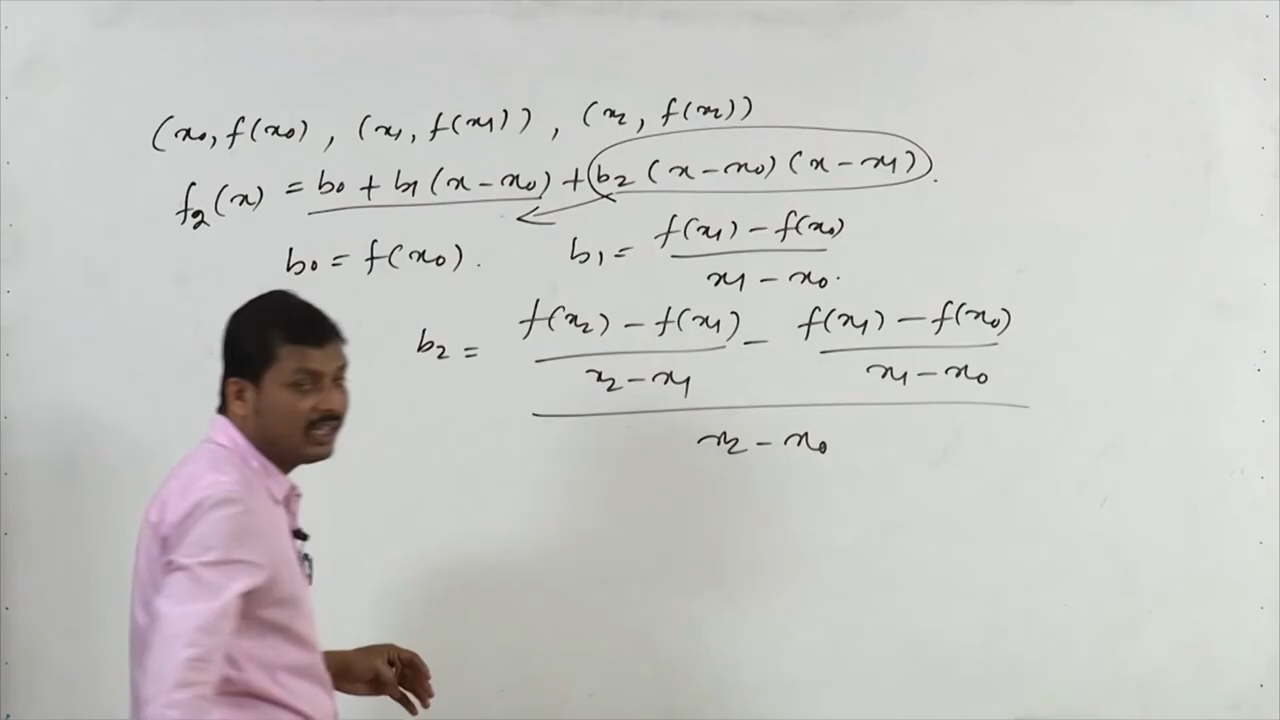 (x₀, f(x₀) , (x₁, f(x₁)) , (x₂, f(x₂))
f₂(x) = b₀ + b₁(x-x₀) + b₂(x-x₀)(x-x₁).
b₀ = f(x₀). b₁ = (f(x₁) - f(x₀)) / (x₁ - x₀).
b₂ = ((f(x₂) - f(x₁)) / (x₂ - x₁) - (f(x₁) - f(x₀)) / (x₁ - x₀)) / (x₂ - x₀)